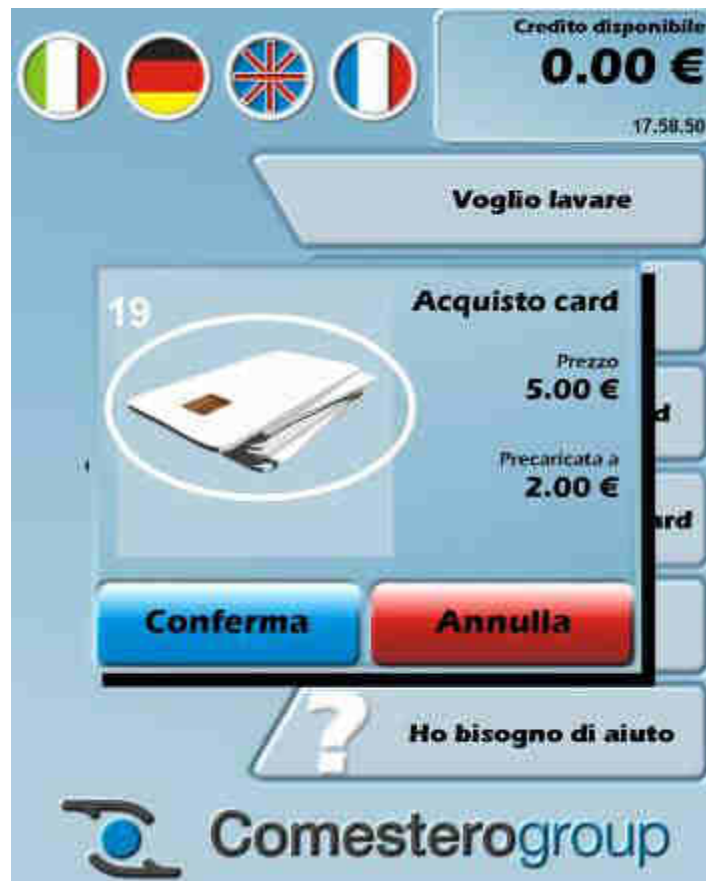 Credito disponibile
0.00 €
17.58.50
Voglio lavare
19
Acquisto card
Prezzo
5.00 €
Precaricata a
2.00 €
d
ard
Conferma
Annulla
?
Ho bisogno di aiuto
Comesterogroup